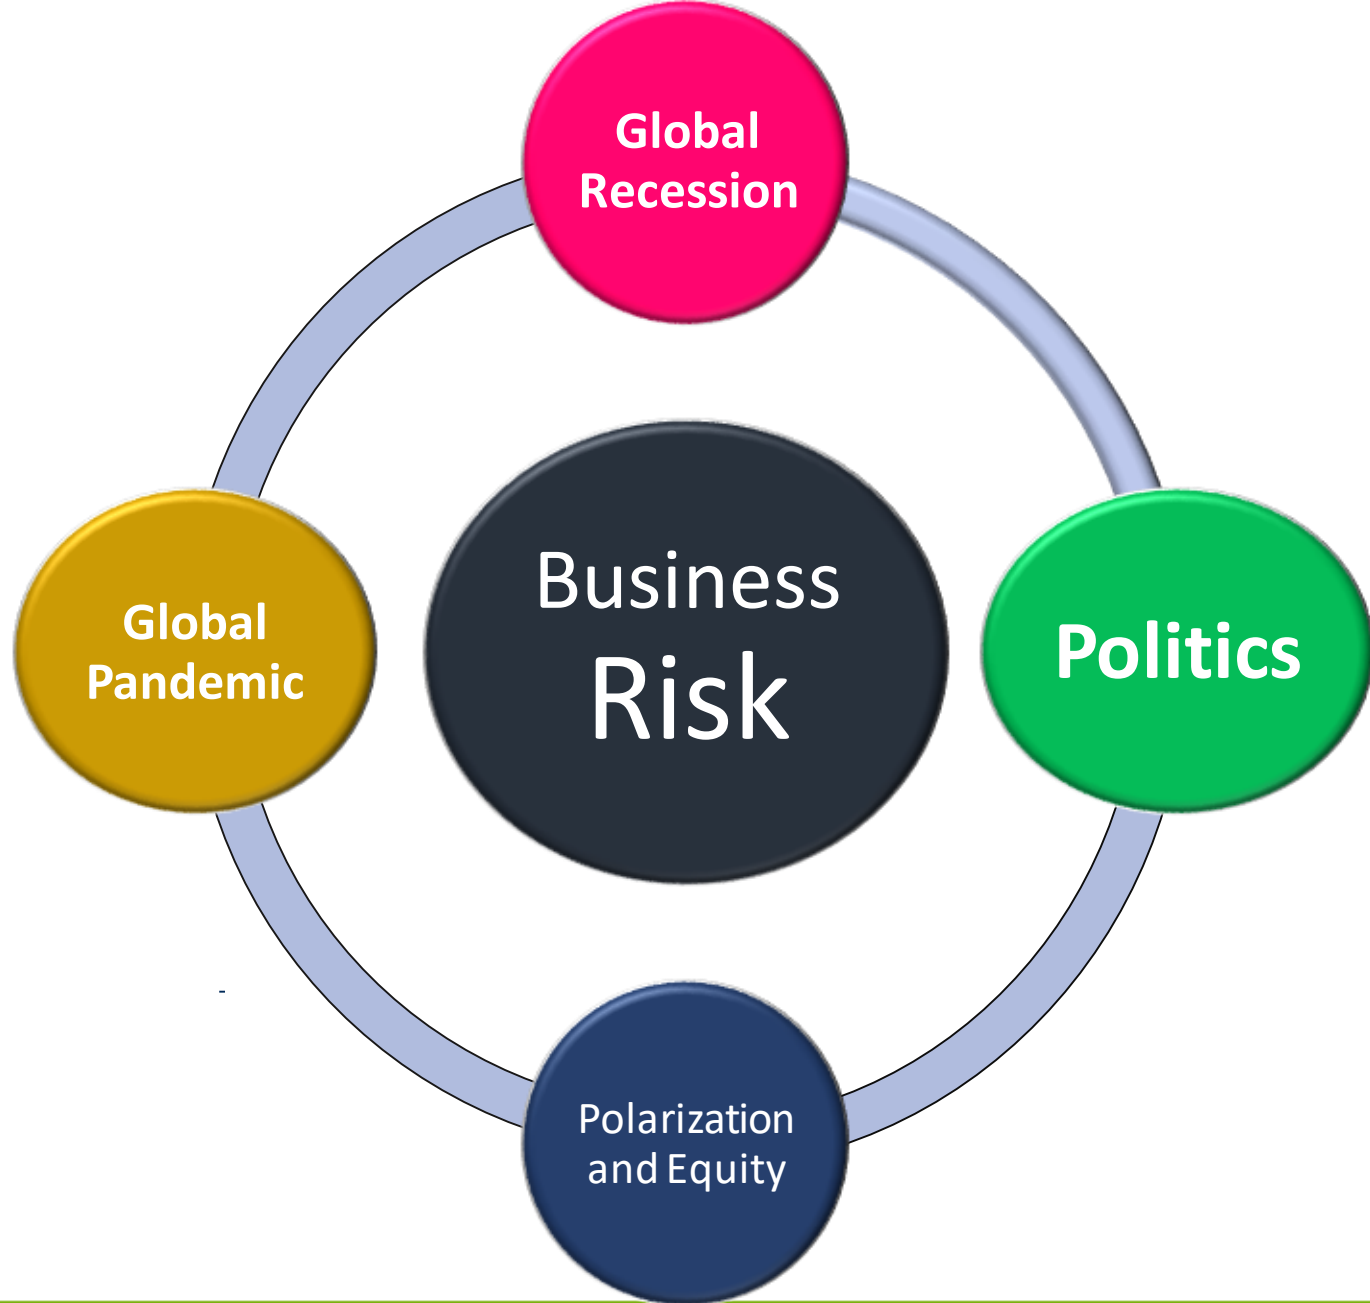 Global
Recession
Business
Risk
Global
Pandemic
Politics
Polarization
and Equity